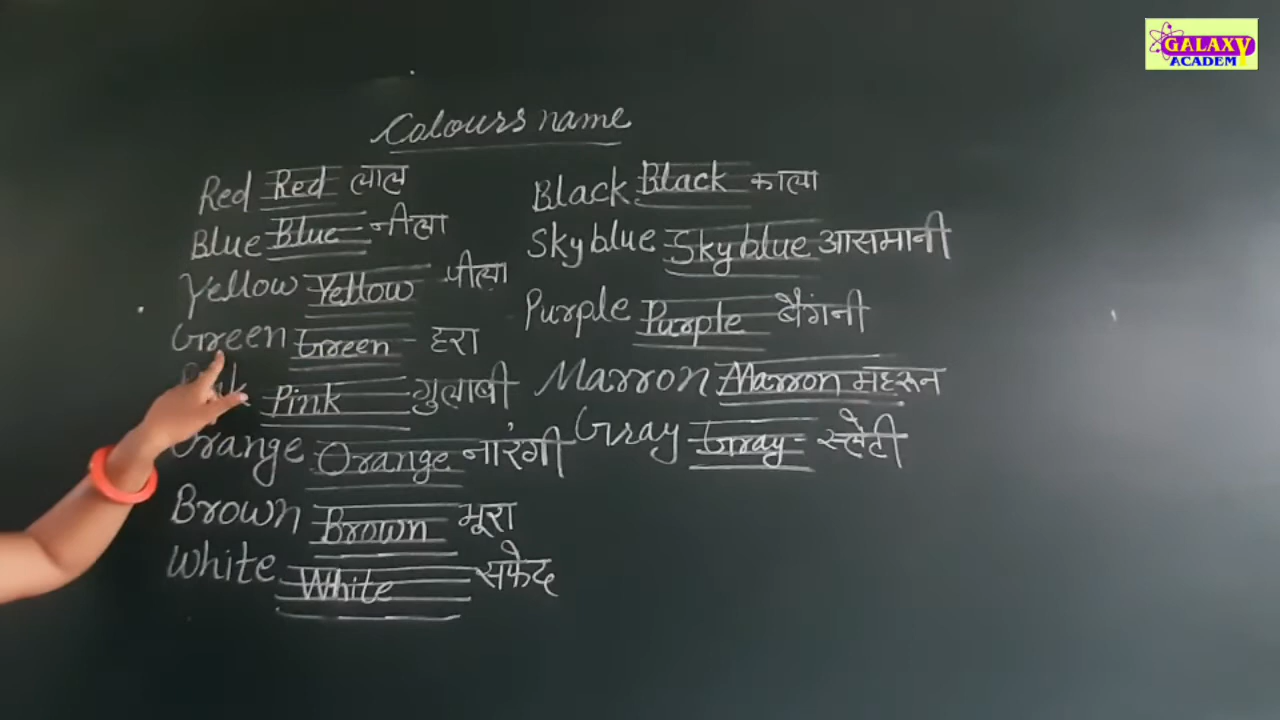 GALAXY
ACADEM
Colours name
Red Red लाल
Blue Blue नीला
Yellow Yellow पीला
Green Green हरा
Pink गुलाबी
Orange Orange नारंगी
Brown Brown भूरा
White White सफेद
Black Black काला
Sky blue Sky blue आसमानी
Purple Purple बैंगनी
Marron Marron महरून
Gray Gray स्लेटी